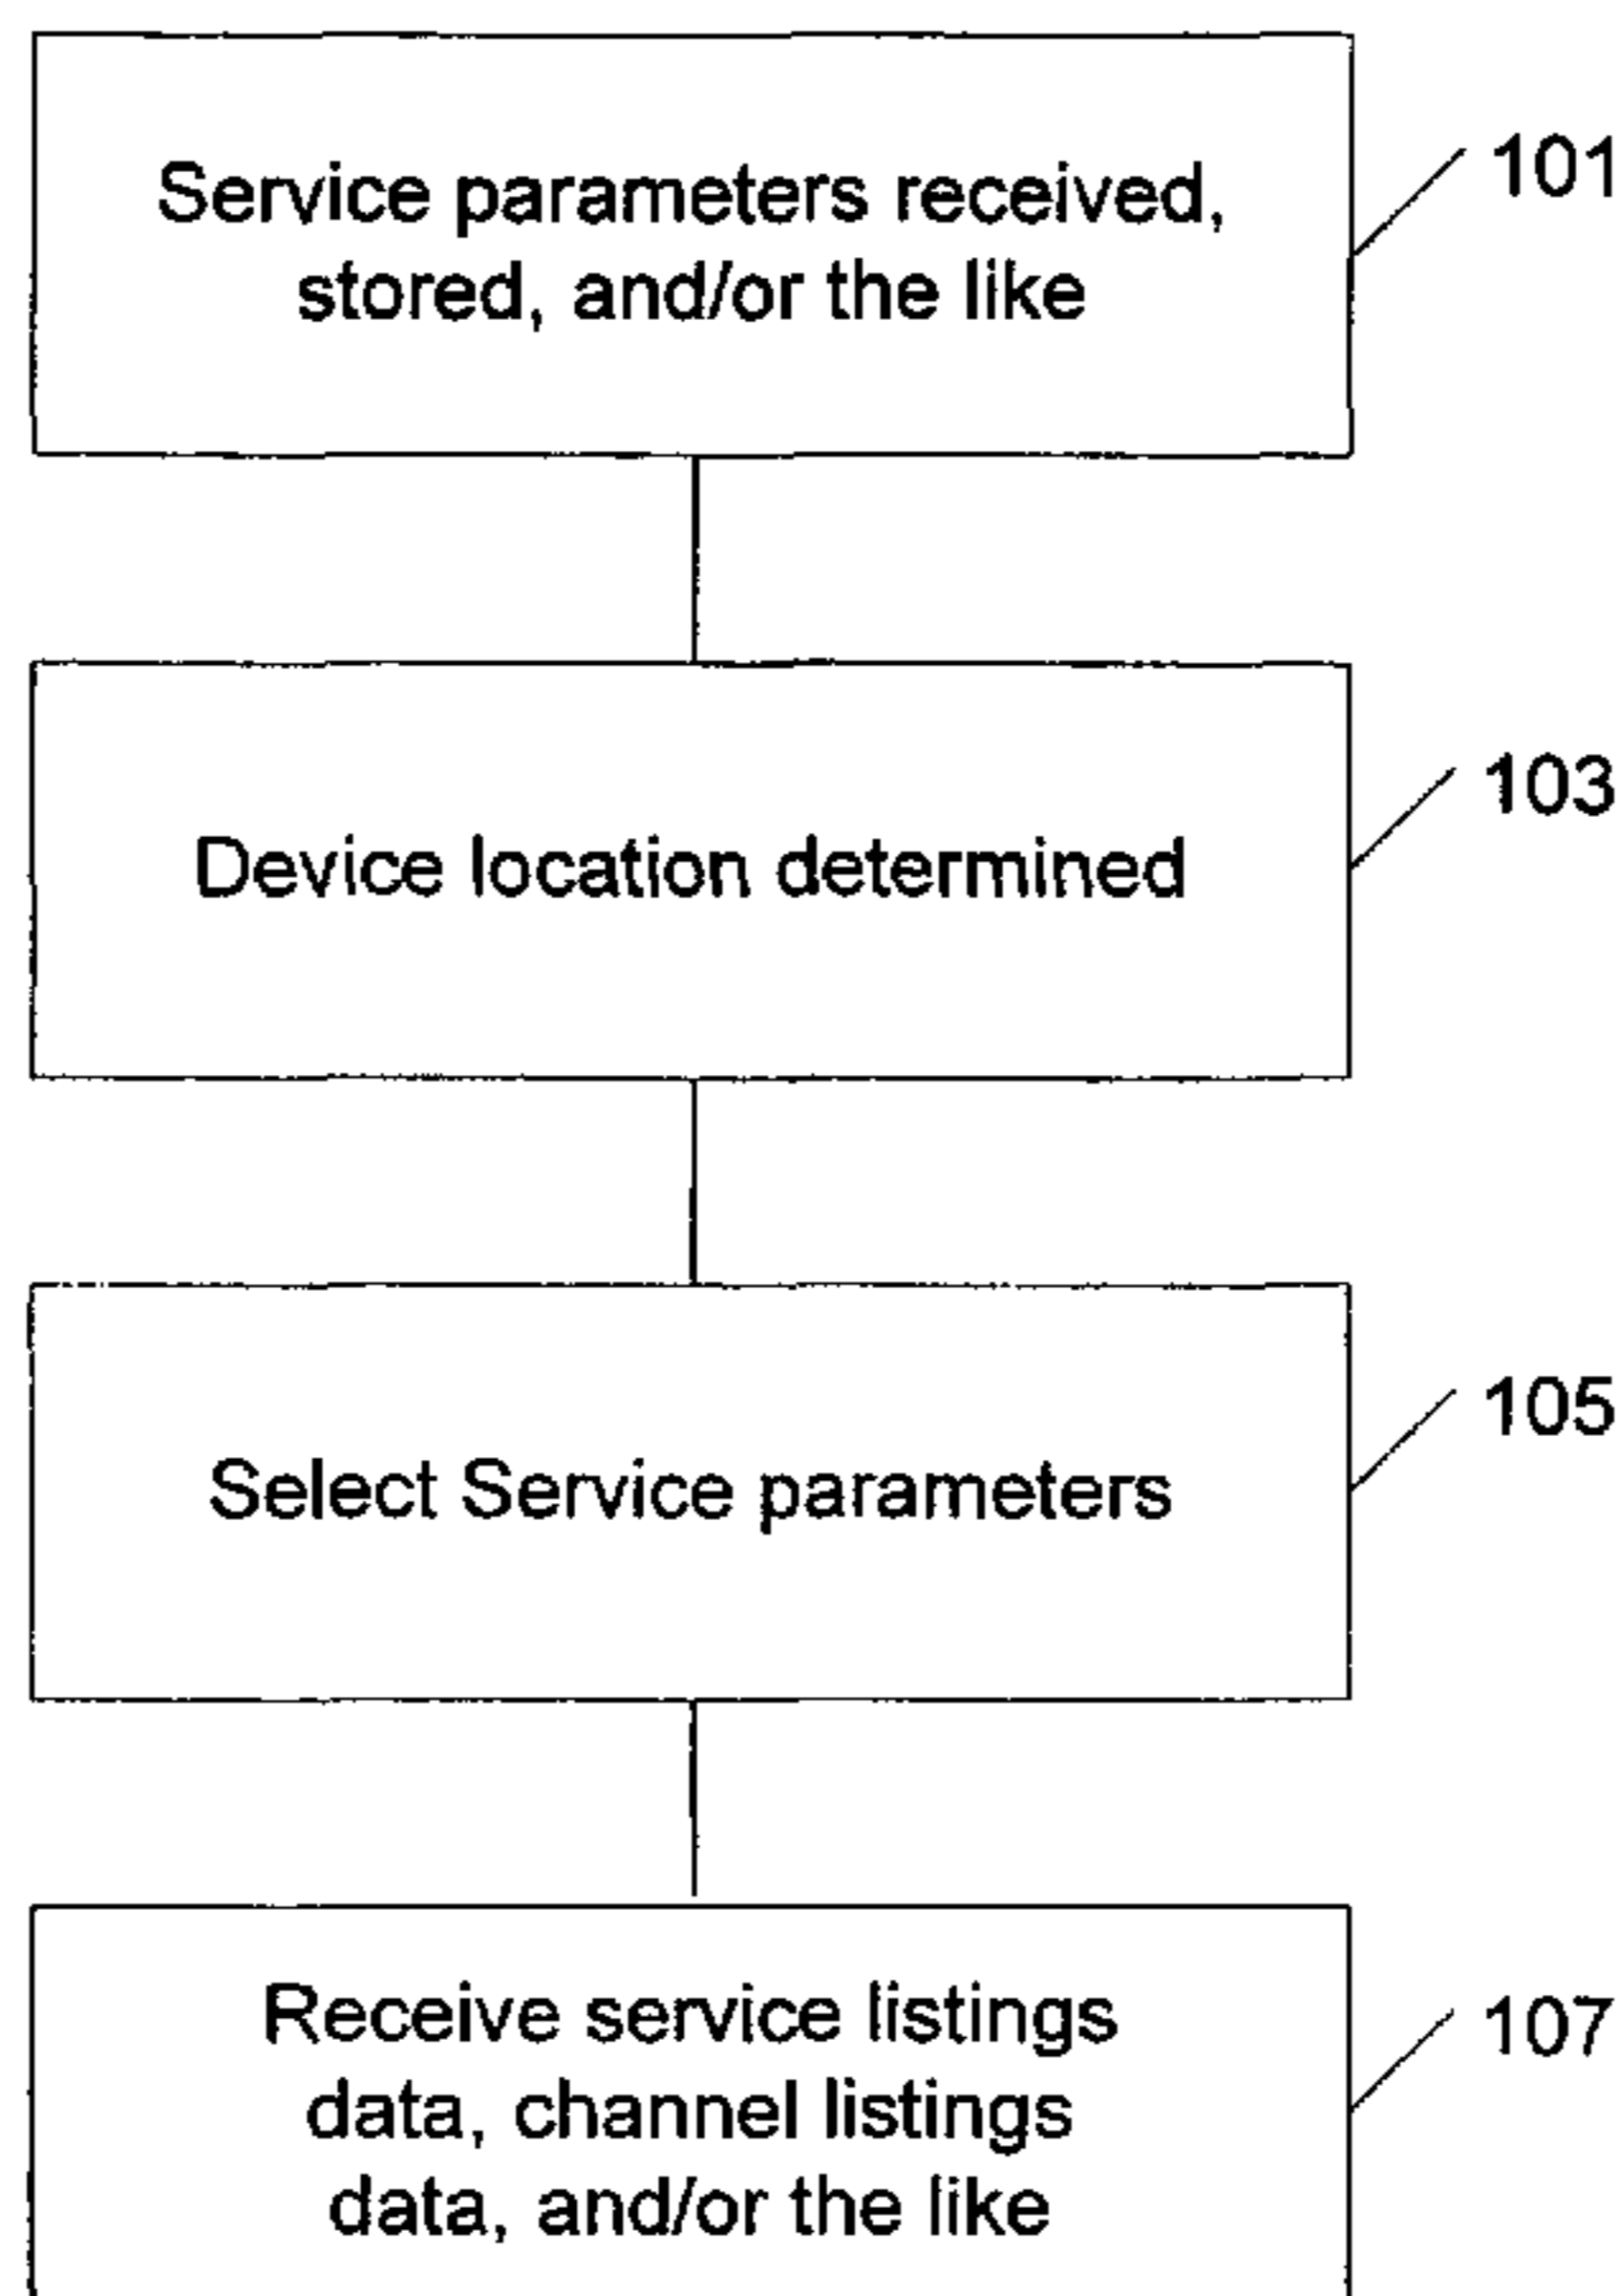 Service parameters received,
stored, and/or the like
101
Device location determined
103
Select Service parameters
105
Receive service listings
data, channel listings
data, and/or the like
107